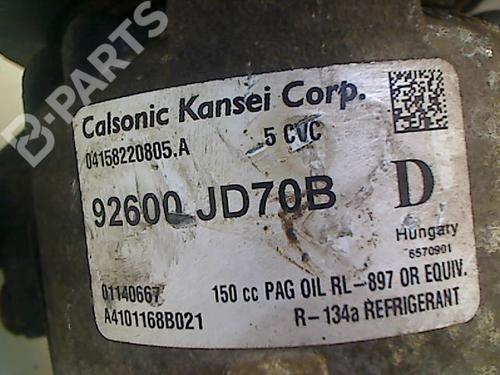 B-PARTS
Calsonic Kansei Corp.
04158220805.A
5 CVC
92600 JD70B
D
Hungary
6570901
01140667
150 cc PAG OIL RL-897 OR EQUIV.
A4101168B021
R-134a REFRIGERANT